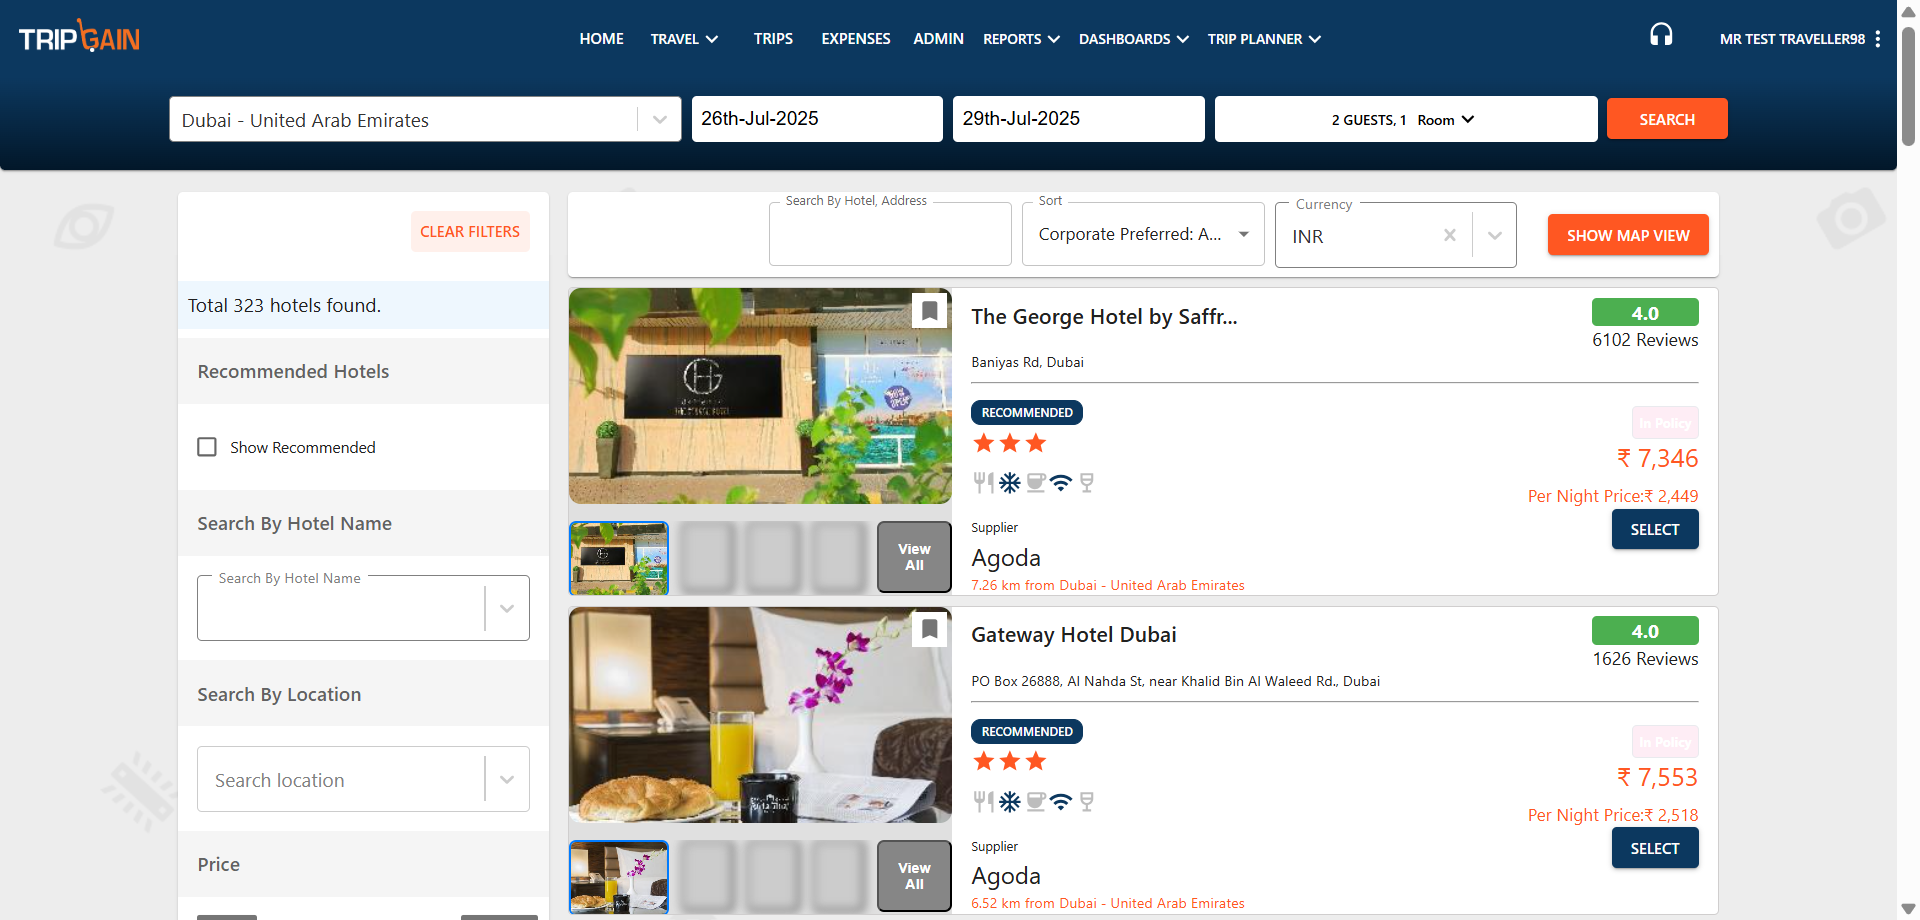 TRIPGAIN
HOME
TRAVEL
TRIPS
EXPENSES
ADMIN
REPORTS
DASHBOARDS
TRIP PLANNER
MR TEST TRAVELLER98
Dubai - United Arab Emirates
26th-Jul-2025
29th-Jul-2025
2 GUESTS, 1 Room
SEARCH
CLEAR FILTERS
Total 323 hotels found.
Recommended Hotels
Show Recommended
Search By Hotel Name
Search By Hotel Name
Search By Location
Search location
Price
Search By Hotel, Address
Sort
Corporate Preferred: A...
Currency
INR
SHOW MAP VIEW
The George Hotel by Saffr...
4.0
6102 Reviews
Baniyas Rd, Dubai
RECOMMENDED
In Policy
₹ 7,346
Per Night Price:₹ 2,449
SELECT
Supplier
Agoda
7.26 km from Dubai - United Arab Emirates
View
All
Gateway Hotel Dubai
4.0
1626 Reviews
PO Box 26888, Al Nahda St, near Khalid Bin Al Waleed Rd., Dubai
RECOMMENDED
In Policy
₹ 7,553
Per Night Price:₹ 2,518
SELECT
Supplier
Agoda
6.52 km from Dubai - United Arab Emirates
View
All